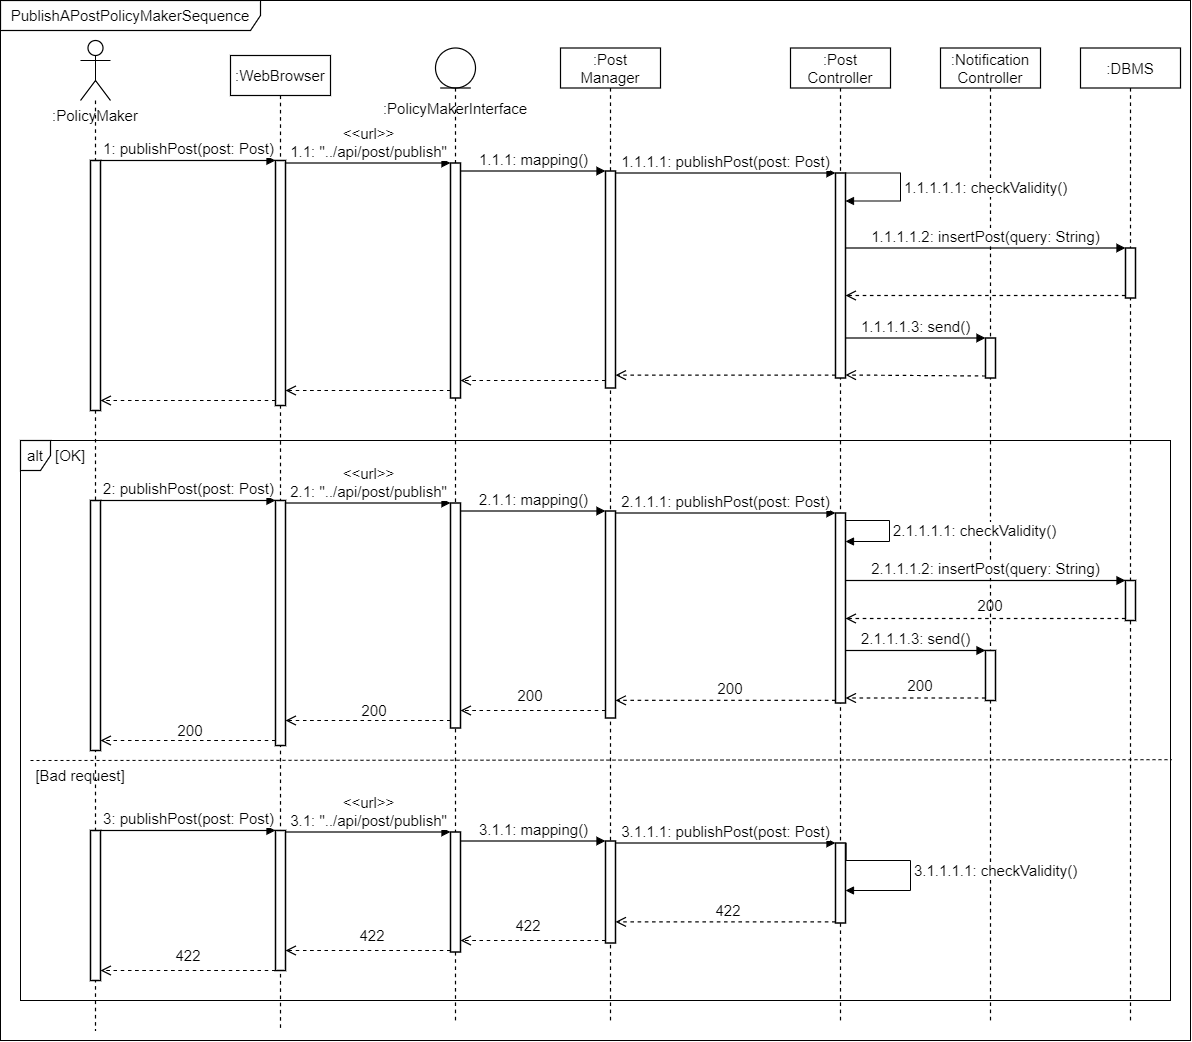 PublishAPostPolicyMakerSequence
:PolicyMaker
:WebBrowser
:PolicyMakerInterface
:Post
Manager
:Post
Controller
:Notification
Controller
:DBMS
1: publishPost(post: Post)
<<url>>
1.1: "../api/post/publish"
1.1.1: mapping()
1.1.1.1: publishPost(post: Post)
1.1.1.1.1: checkValidity()
1.1.1.1.2: insertPost(query: String)
1.1.1.1.3: send()
alt
[OK]
2: publishPost(post: Post)
<<url>>
2.1: "../api/post/publish"
2.1.1: mapping()
2.1.1.1: publishPost(post: Post)
2.1.1.1.1: checkValidity()
2.1.1.1.2: insertPost(query: String)
200
2.1.1.1.3: send()
200
200
200
200
200
[Bad request]
3: publishPost(post: Post)
<<url>>
3.1: "../api/post/publish"
3.1.1: mapping()
3.1.1.1: publishPost(post: Post)
3.1.1.1.1: checkValidity()
422
422
422
422